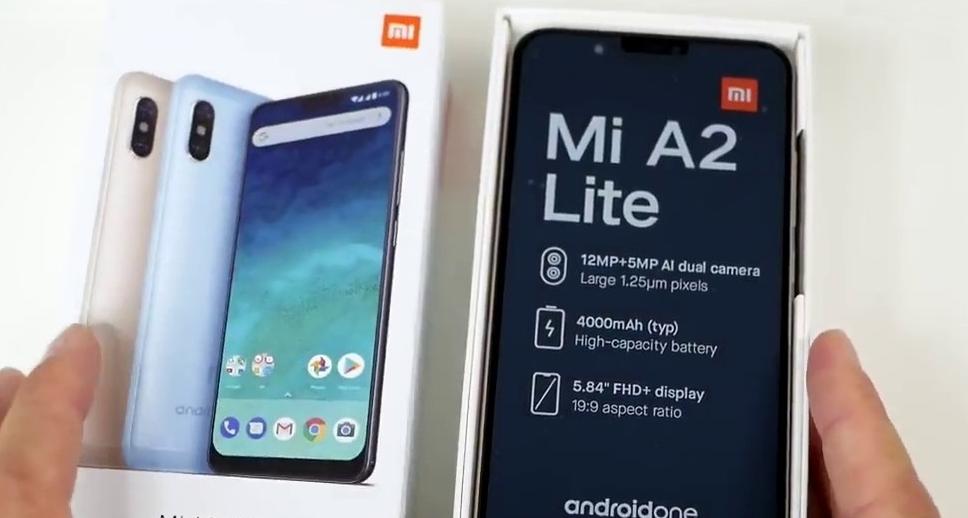 mi
andr
mi
Mi A2
Lite
12MP+5MP AI dual camera
Large 1.25μm pixels
4000mAh (typ)
High-capacity battery
5.84" FHD+ display
19:9 aspect ratio
androidone